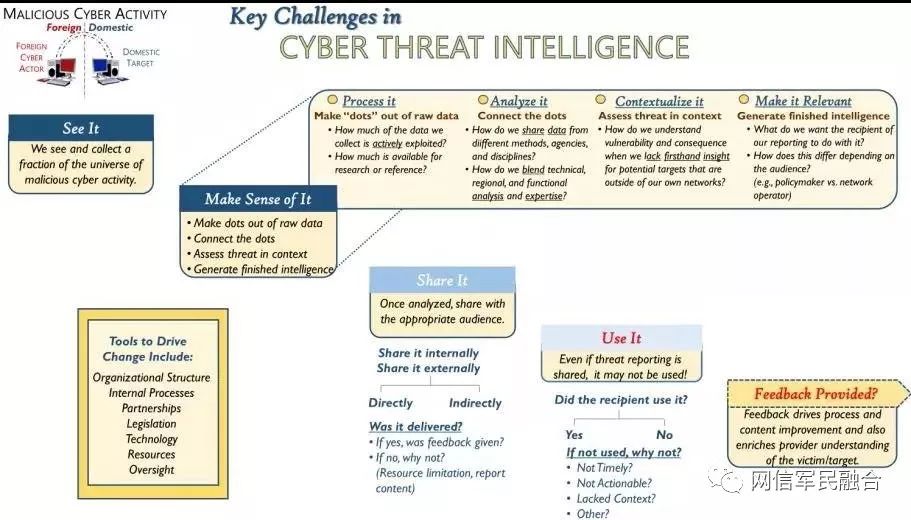 MALICIOUS CYBER ACTIVITY
Foreign Domestic
FOREIGN
CYBER
ACTOR
DOMESTIC
TARGET
Key Challenges in
CYBER THREAT INTELLIGENCE
See It
We see and collect a
fraction of the universe of
malicious cyber activity.
Process it
Make “dots” out of raw data
• How much of the data we
collect is actively exploited?
• How much is available for
research or reference?
Analyze it
Connect the dots
• How do we share data from
different methods, agencies,
and disciplines?
• How do we blend technical,
regional, and functional
analysis and expertise?
Contextualize it
Assess threat in context
• How do we understand
vulnerability and consequence
when we lack firsthand insight
for potential targets that are
outside of our own networks?
Make it Relevant
Generate finished intelligence
• What do we want the recipient of
our reporting to do with it?
• How does this differ depending on
the audience?
(e.g., policymaker vs. network
operator)
Make Sense of It
• Make dots out of raw data
• Connect the dots
• Assess threat in context
• Generate finished intelligence
Share It
Once analyzed, share with
the appropriate audience.
Share it internally
Share it externally
Directly Indirectly
Was it delivered?
• If yes, was feedback given?
• If no, why not?
(Resource limitation, report
content)
Use It
Even if threat reporting is
shared, it may not be used!
Did the recipient use it?
Yes No
If not used, why not?
• Not Timely?
• Not Actionable?
• Lacked Context?
• Other?
Feedback Provided?
Feedback drives process and
content improvement and also
enriches provider understanding
of the victim/target.
Tools to Drive
Change Include:
Organizational Structure
Internal Processes
Partnerships
Legislation
Technology
Resources
Oversight
网信军民融合